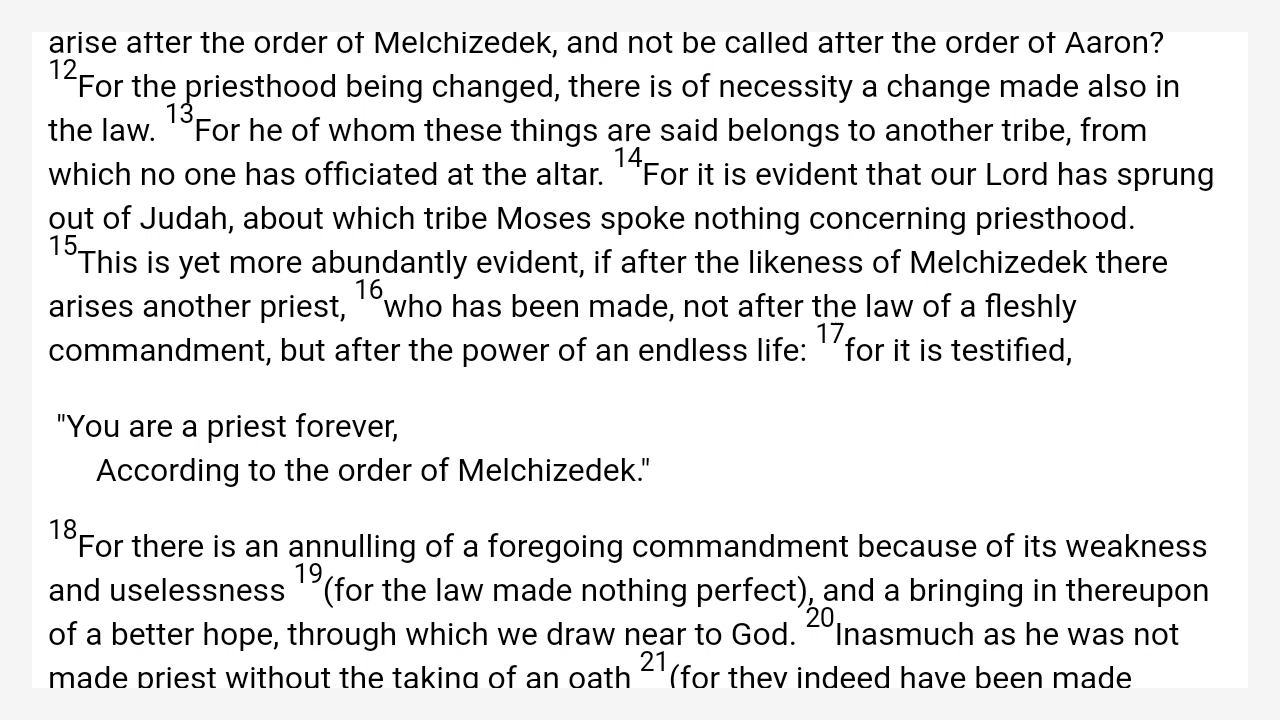 arise after the order of Melchizedek, and not be called after the order of Aaron?
12For the priesthood being changed, there is of necessity a change made also in
the law. 13For he of whom these things are said belongs to another tribe, from
which no one has officiated at the altar. 14For it is evident that our Lord has sprung
out of Judah, about which tribe Moses spoke nothing concerning priesthood.
15This is yet more abundantly evident, if after the likeness of Melchizedek there
arises another priest, 16who has been made, not after the law of a fleshly
commandment, but after the power of an endless life: 17for it is testified,
"You are a priest forever,
According to the order of Melchizedek."
18For there is an annulling of a foregoing commandment because of its weakness
and uselessness 19(for the law made nothing perfect), and a bringing in thereupon
of a better hope, through which we draw near to God. 20Inasmuch as he was not
made priest without the taking of an oath 21(for they indeed have been made